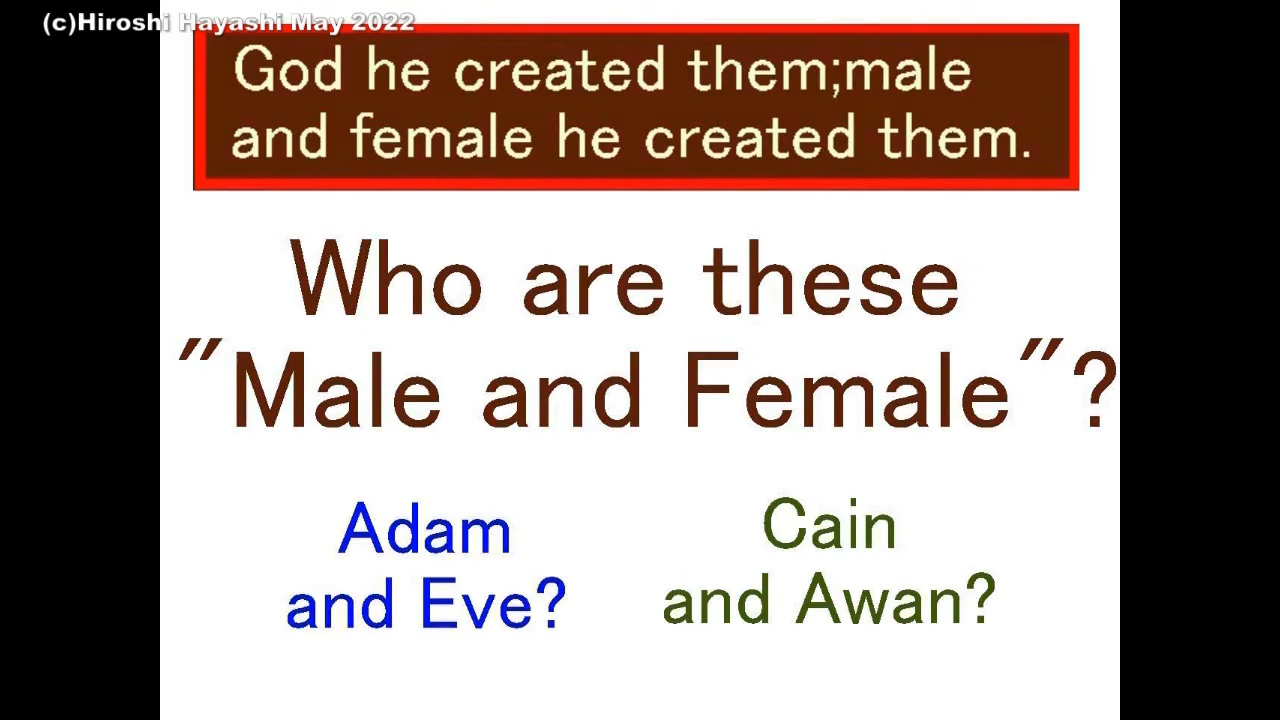 (c)Hiroshi Hayashi May 2022
God he created them;male
and female he created them.
Who are these
"Male and Female"?
Adam
and Eve?
Cain
and Awan?